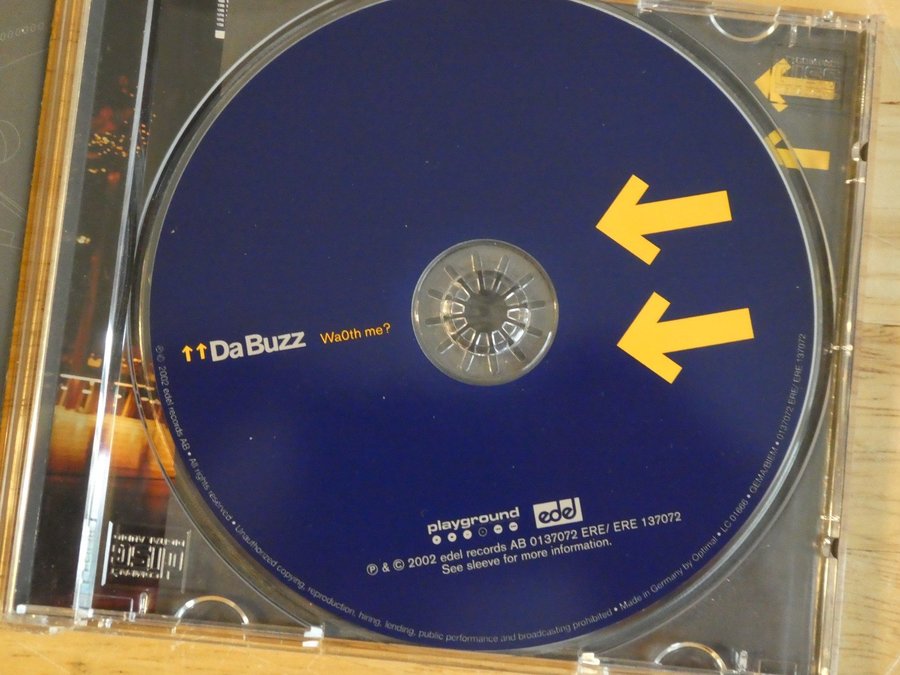 ↑↑Da Buzz Wa0th me?
playground
edel
℗ & © 2002 edel records AB 0137072 ERE/ ERE 137072
See sleeve for more information.
℗© 2002 edel records AB • All rights reserved • Unauthorized copying, reproduction, hiring, lending, public performance and broadcasting prohibited • Made in Germany by Optimal • LC 01666 • GEMA/BIEM • 0137072 ERE/ ERE 137072